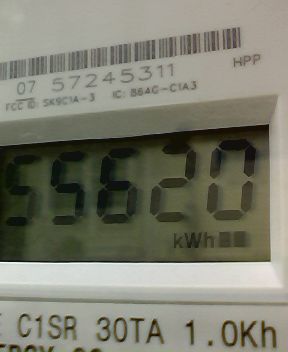 HPP
07 57245311
FCC ID: SK9C1A-3 IC: 864G-C1A3
55620
kWh
C1SR 30TA 1.0Kh